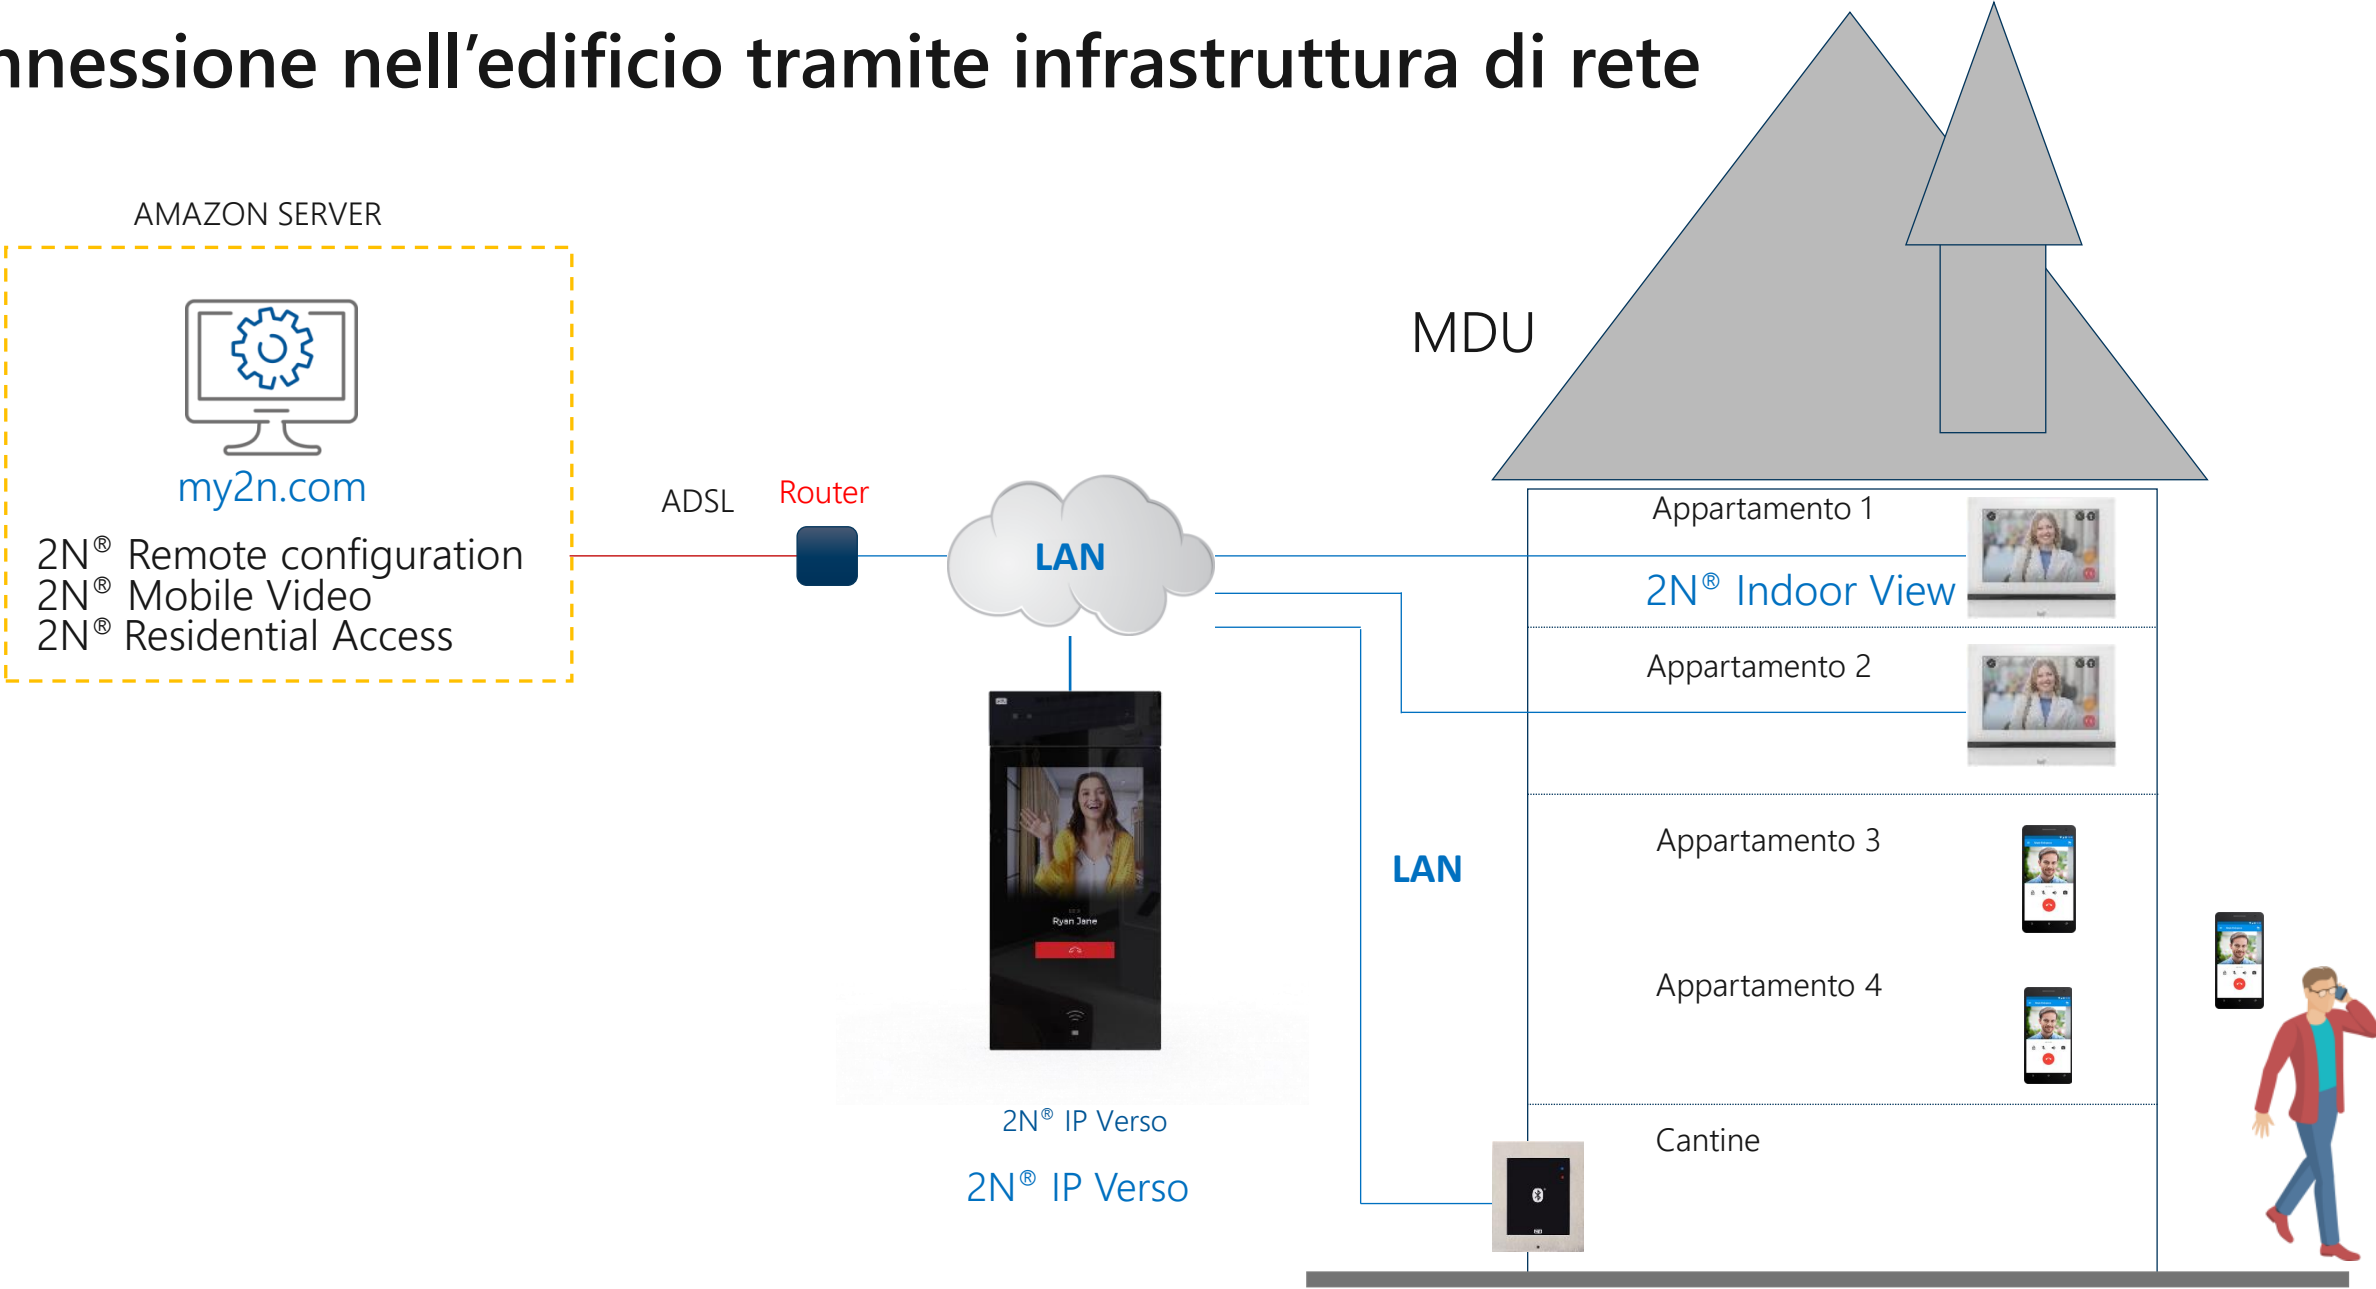 nnessione nell’edificio tramite infrastruttura di rete
AMAZON SERVER
my2n.com
2N® Remote configuration
2N® Mobile Video
2N® Residential Access
ADSL
Router
LAN
MDU
Appartamento 1
2N® Indoor View
Appartamento 2
Appartamento 3
LAN
Appartamento 4
Cantine
Ryan Jane
2N® IP Verso
2N® IP Verso